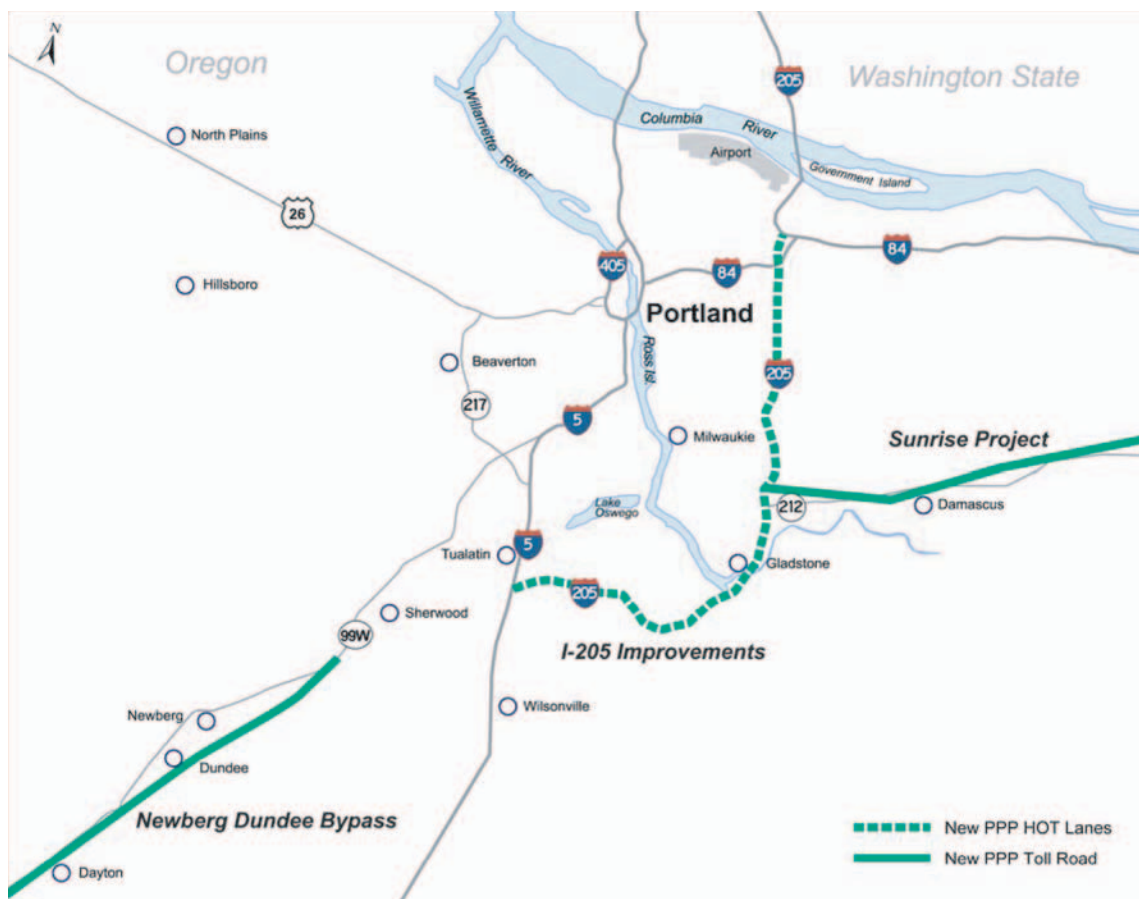 N
Oregon
Washington State
205
Willamette River
Columbia River
North Plains
Airport
Government Island
26
84
405
84
Hillsboro
Portland
Ross Isl.
Beaverton
205
217
5
Milwaukie
Sunrise Project
Lake
Oswego
212
Damascus
Tualatin
5
Gladstone
205
Sherwood
99W
I-205 Improvements
Newberg
Wilsonville
Dundee
Newberg Dundee Bypass
New PPP HOT Lanes
New PPP Toll Road
Dayton